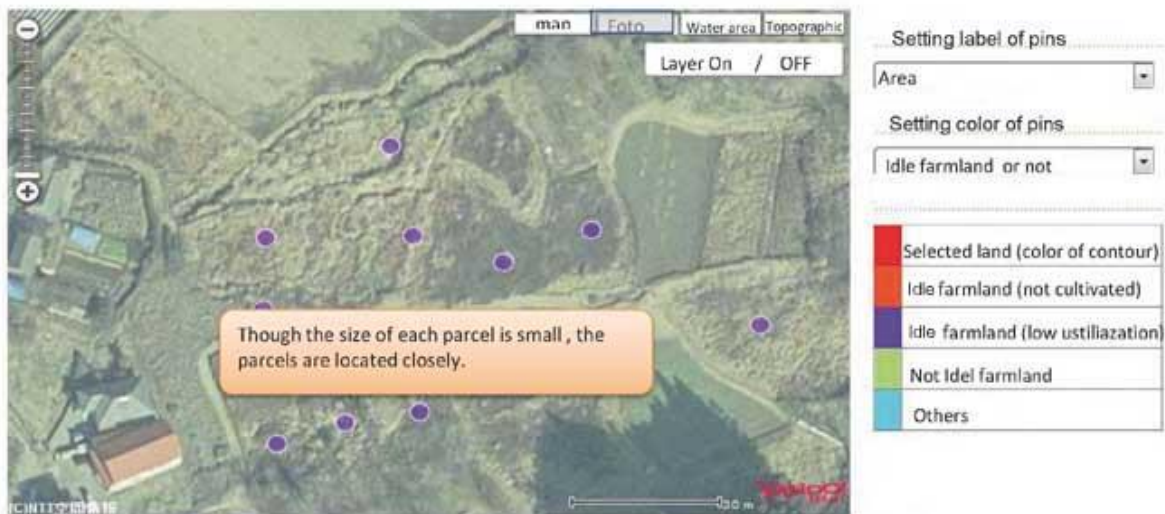 man Foto Water area Topographic
Layer On / OFF
Though the size of each parcel is small , the
parcels are located closely.
30 m
Setting label of pins
Area
Setting color of pins
Idle farmland or not
Selected land (color of contour)
Idle farmland (not cultivated)
Idle farmland (low ustiliazation)
Not Idel farmland
Others